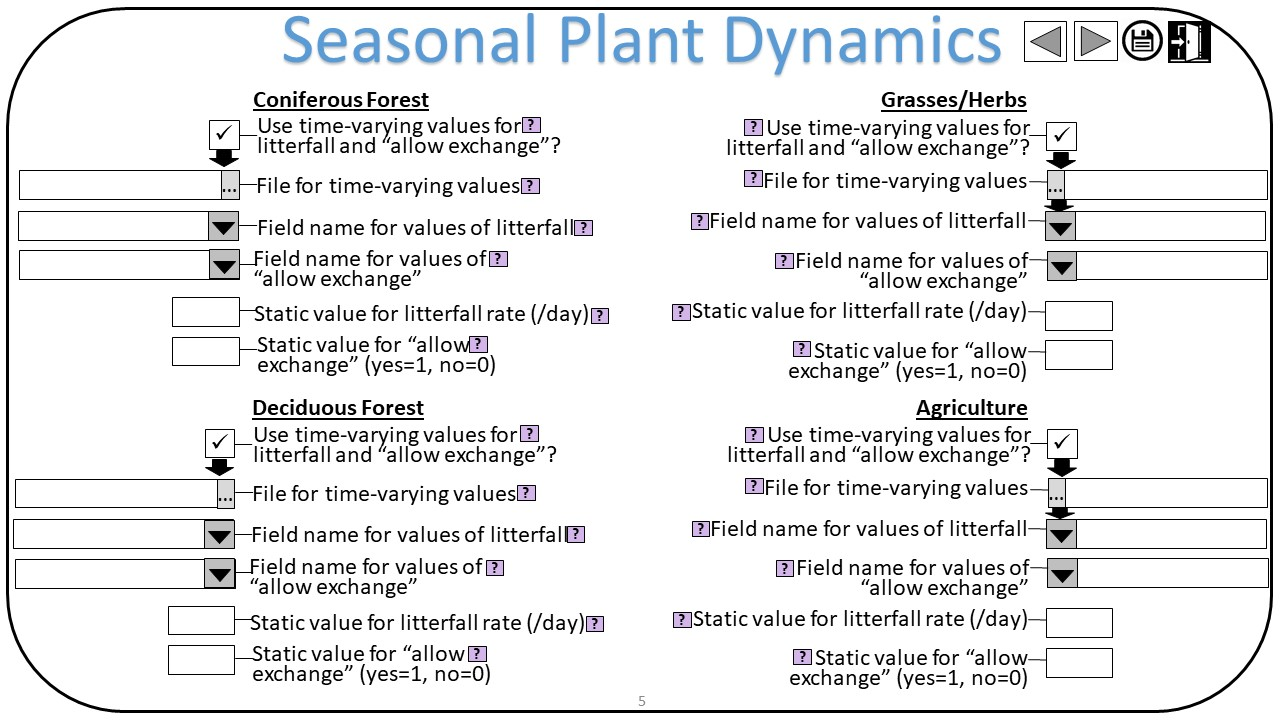 Seasonal Plant Dynamics
Coniferous Forest
Use time-varying values for ?
litterfall and “allow exchange”?
... File for time-varying values ?
Field name for values of litterfall ?
Field name for values of ?
“allow exchange”
Static value for litterfall rate (/day) ?
Static value for “allow ?
exchange” (yes=1, no=0)
Grasses/Herbs
? Use time-varying values for
litterfall and “allow exchange”?
? File for time-varying values ...
? Field name for values of litterfall
? Field name for values of
“allow exchange”
? Static value for litterfall rate (/day)
? Static value for “allow
exchange” (yes=1, no=0)
Deciduous Forest
Use time-varying values for ?
litterfall and “allow exchange”?
... File for time-varying values ?
Field name for values of litterfall ?
Field name for values of ?
“allow exchange”
Static value for litterfall rate (/day) ?
Static value for “allow ?
exchange” (yes=1, no=0)
Agriculture
? Use time-varying values for
litterfall and “allow exchange”?
? File for time-varying values ...
? Field name for values of litterfall
? Field name for values of
“allow exchange”
? Static value for litterfall rate (/day)
? Static value for “allow
exchange” (yes=1, no=0)
5